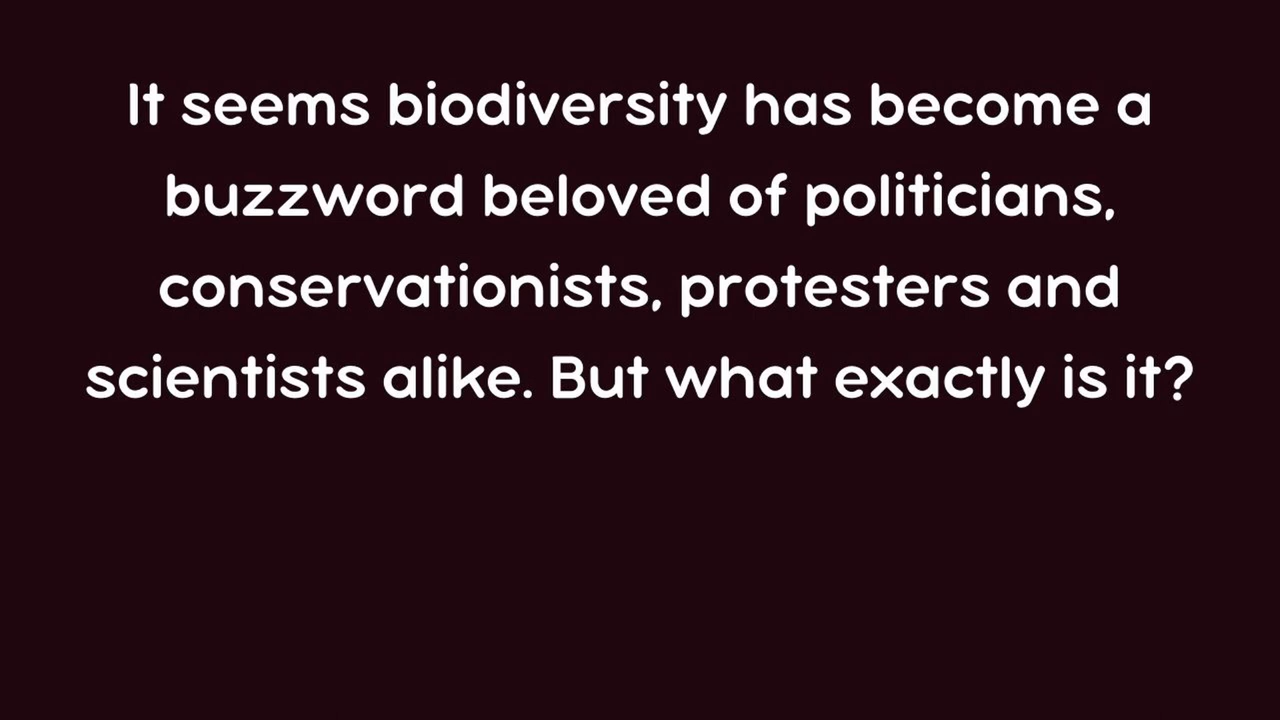 It seems biodiversity has become a
buzzword beloved of politicians,
conservationists, protesters and
scientists alike. But what exactly is it?